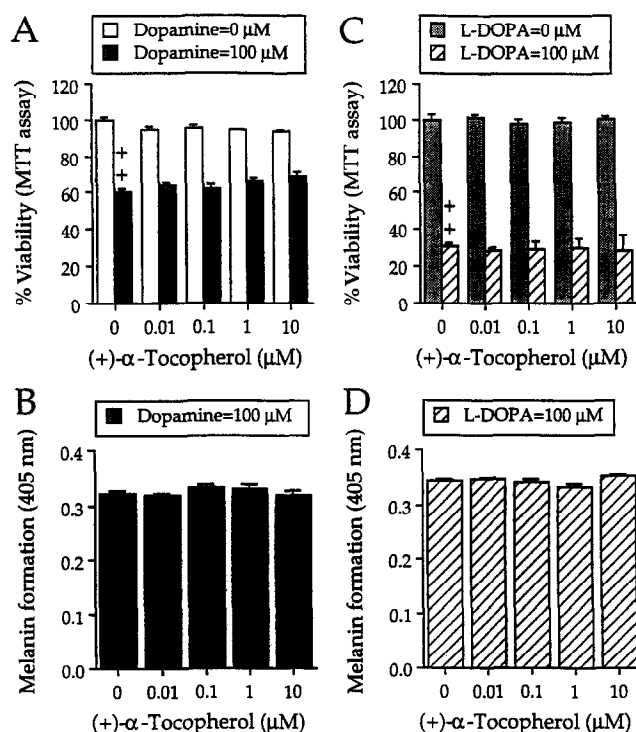 A
Dopamine=0 µM
Dopamine=100 µM
% Viability (MTT assay)
120
100
80
60
40
20
0
++
0 0.01 0.1 1 10
(+)-α-Tocopherol (µM)
C
L-DOPA=0 µM
L-DOPA=100 µM
% Viability (MTT assay)
120
100
80
60
40
20
0
++
0 0.01 0.1 1 10
(+)-α-Tocopherol (µM)
B
Dopamine=100 µM
Melanin formation (405 nm)
0.4
0.3
0.2
0.1
0.0
0 0.01 0.1 1 10
(+)-α-Tocopherol (µM)
D
L-DOPA=100 µM
Melanin formation (405 nm)
0.4
0.3
0.2
0.1
0.0
0 0.01 0.1 1 10
(+)-α-Tocopherol (µM)